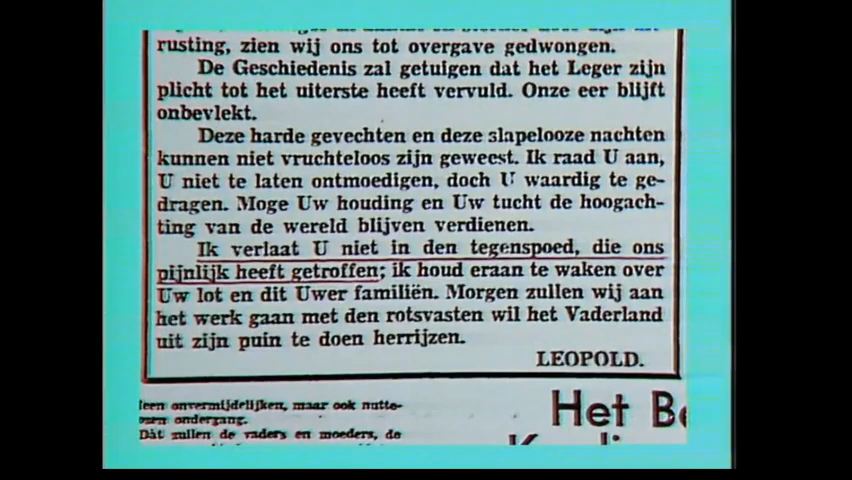 rusting, zien wij ons tot overgave gedwongen.
De Geschiedenis zal getuigen dat het Leger zijn
plicht tot het uiterste heeft vervuld. Onze eer blijft
onbevlekt.
Deze harde gevechten en deze slapelooze nachten
kunnen niet vruchteloos zijn geweest. Ik raad U aan,
U niet te laten ontmoedigen, doch U waardig te ge-
dragen. Moge Uw houding en Uw tucht de hoogach-
ting van de wereld blijven verdienen.
Ik verlaat U niet in den tegenspoed, die ons
pijnlijk heeft getroffen; ik houd eraan te waken over
Uw lot en dit Uwer familiën. Morgen zullen wij aan
het werk gaan met den rotsvasten wil het Vaderland
uit zijn puin te doen herrijzen.
LEOPOLD.
leen onvermijdelijken, maar ook nutte-
ondergang.
Dàt zullen de vaders en moeders, de
Het Be